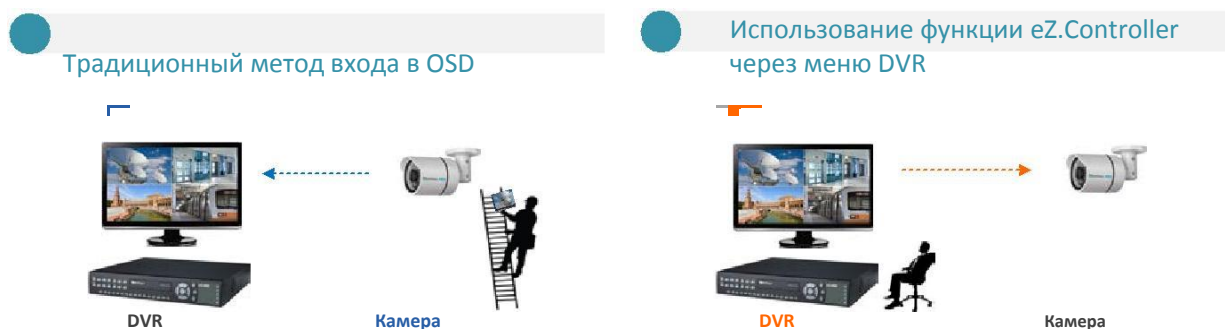 Традиционный метод входа в OSD
Использование функции eZ.Controller
через меню DVR
DVR
Камера
DVR
Камера